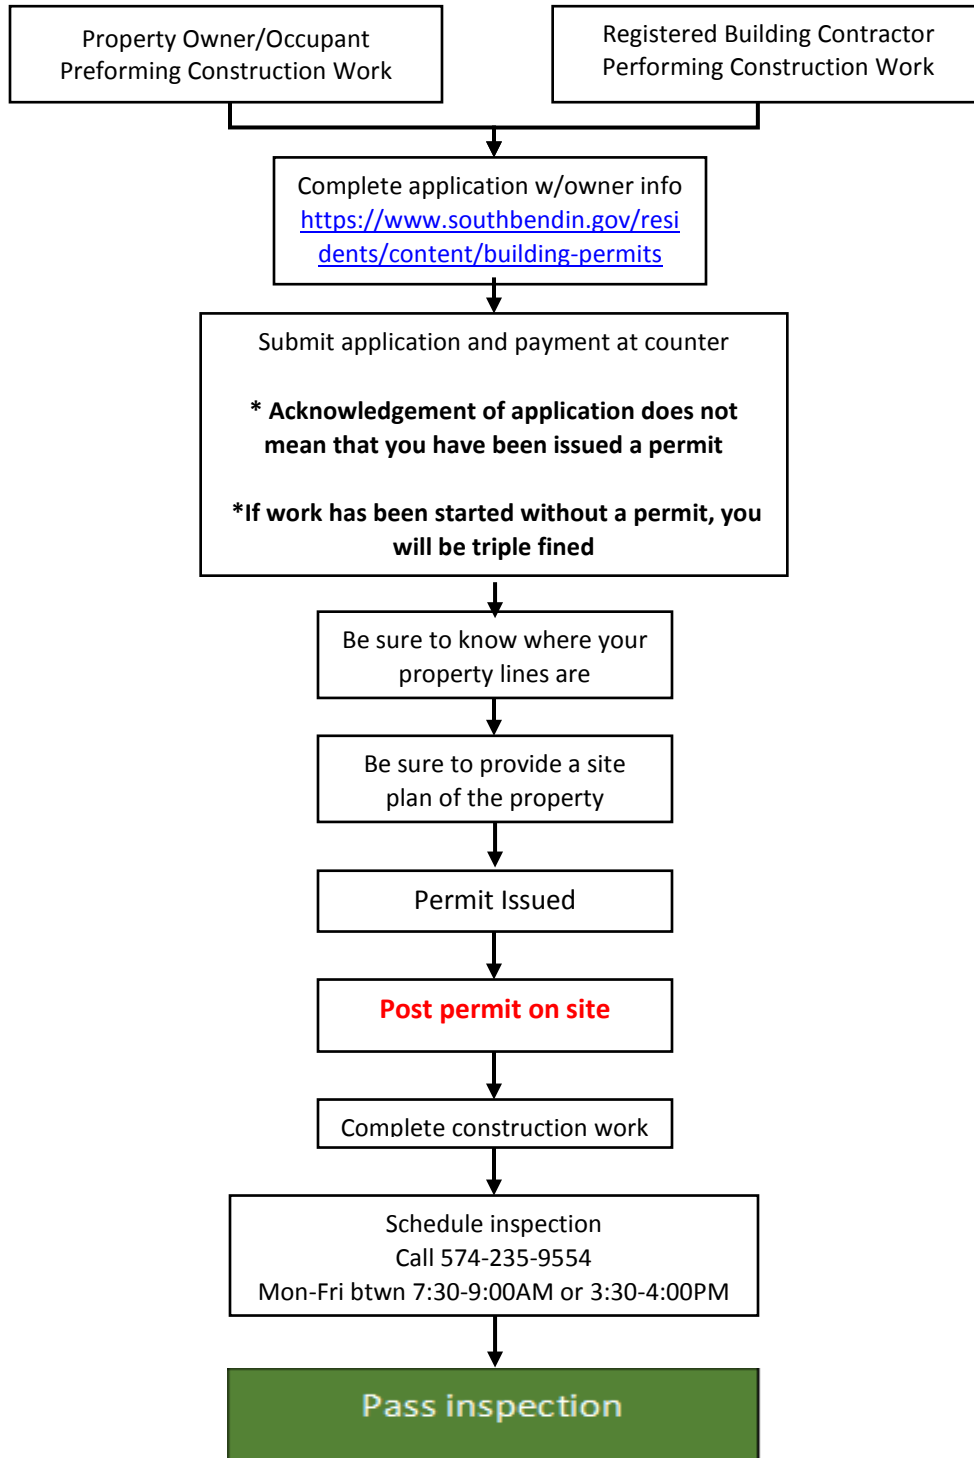 Property Owner/Occupant
Preforming Construction Work
Registered Building Contractor
Performing Construction Work
Complete application w/owner info
https://www.southbendin.gov/resi
dents/content/building-permits
Submit application and payment at counter
* Acknowledgement of application does not
mean that you have been issued a permit
*If work has been started without a permit, you
will be triple fined
Be sure to know where your
property lines are
Be sure to provide a site
plan of the property
Permit Issued
Post permit on site
Complete construction work
Schedule inspection
Call 574-235-9554
Mon-Fri btwn 7:30-9:00AM or 3:30-4:00PM
Pass inspection